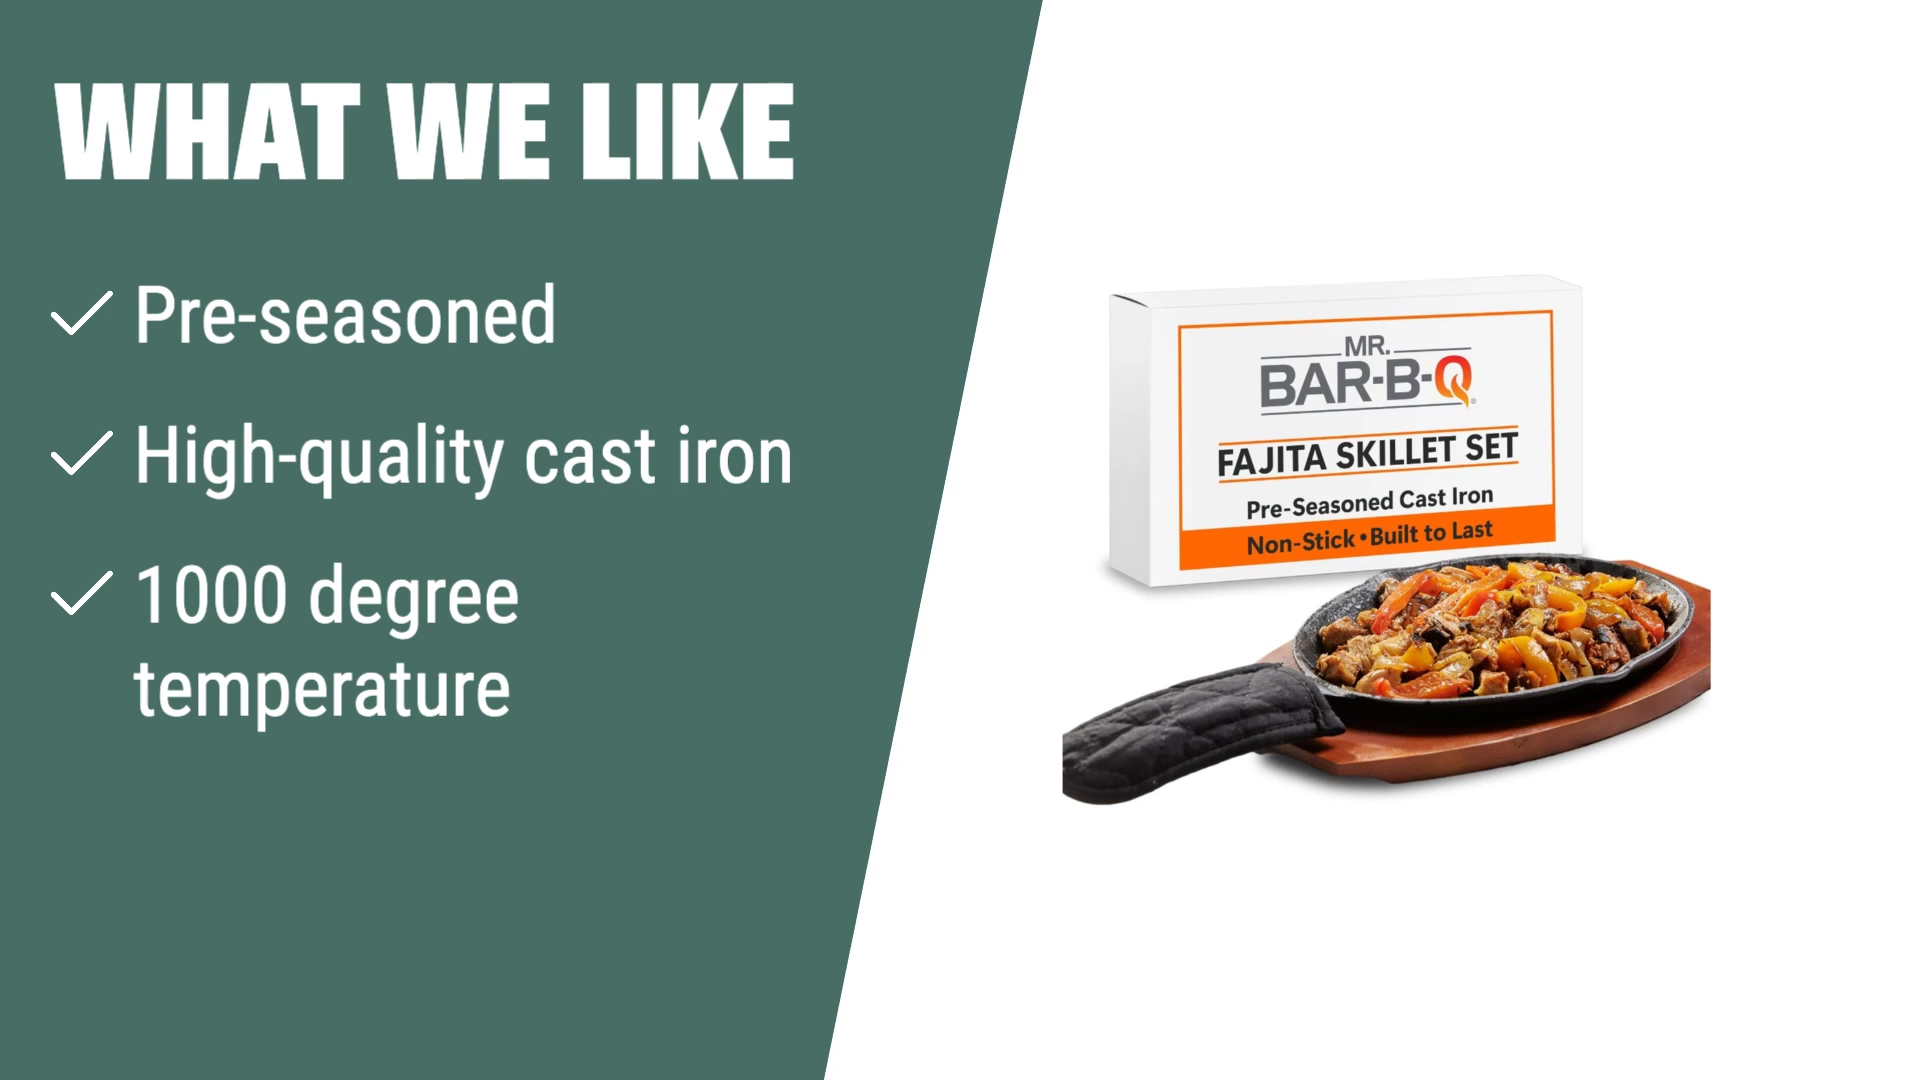 WHAT WE LIKE
Pre-seasoned
High-quality cast iron
1000 degree
temperature
MR.
BAR-B-Q®
FAJITA SKILLET SET
Pre-Seasoned Cast Iron
Non-Stick • Built to Last